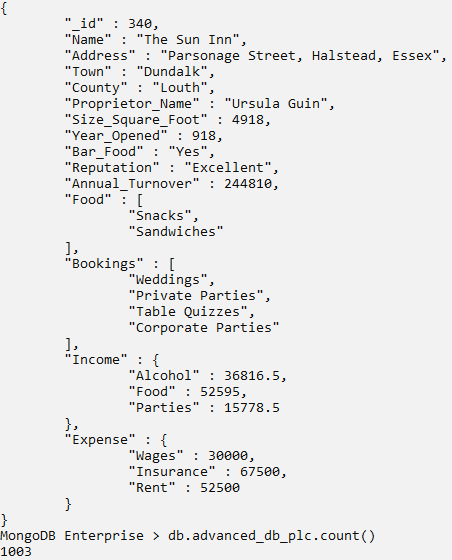 {
"_id" : 340,
"Name" : "The Sun Inn",
"Address" : "Parsonage Street, Halstead, Essex",
"Town" : "Dundalk",
"County" : "Louth",
"Proprietor_Name" : "Ursula Guin",
"Size_Square_Foot" : 4918,
"Year_Opened" : 918,
"Bar_Food" : "Yes",
"Reputation" : "Excellent",
"Annual_Turnover" : 244810,
"Food" : [
"Snacks",
"Sandwiches"
],
"Bookings" : [
"Weddings",
"Private Parties",
"Table Quizzes",
"Corporate Parties"
],
"Income" : {
"Alcohol" : 36816.5,
"Food" : 52595,
"Parties" : 15778.5
},
"Expense" : {
"Wages" : 30000,
"Insurance" : 67500,
"Rent" : 52500
}
}
MongoDB Enterprise > db.advanced_db_plc.count()
1003